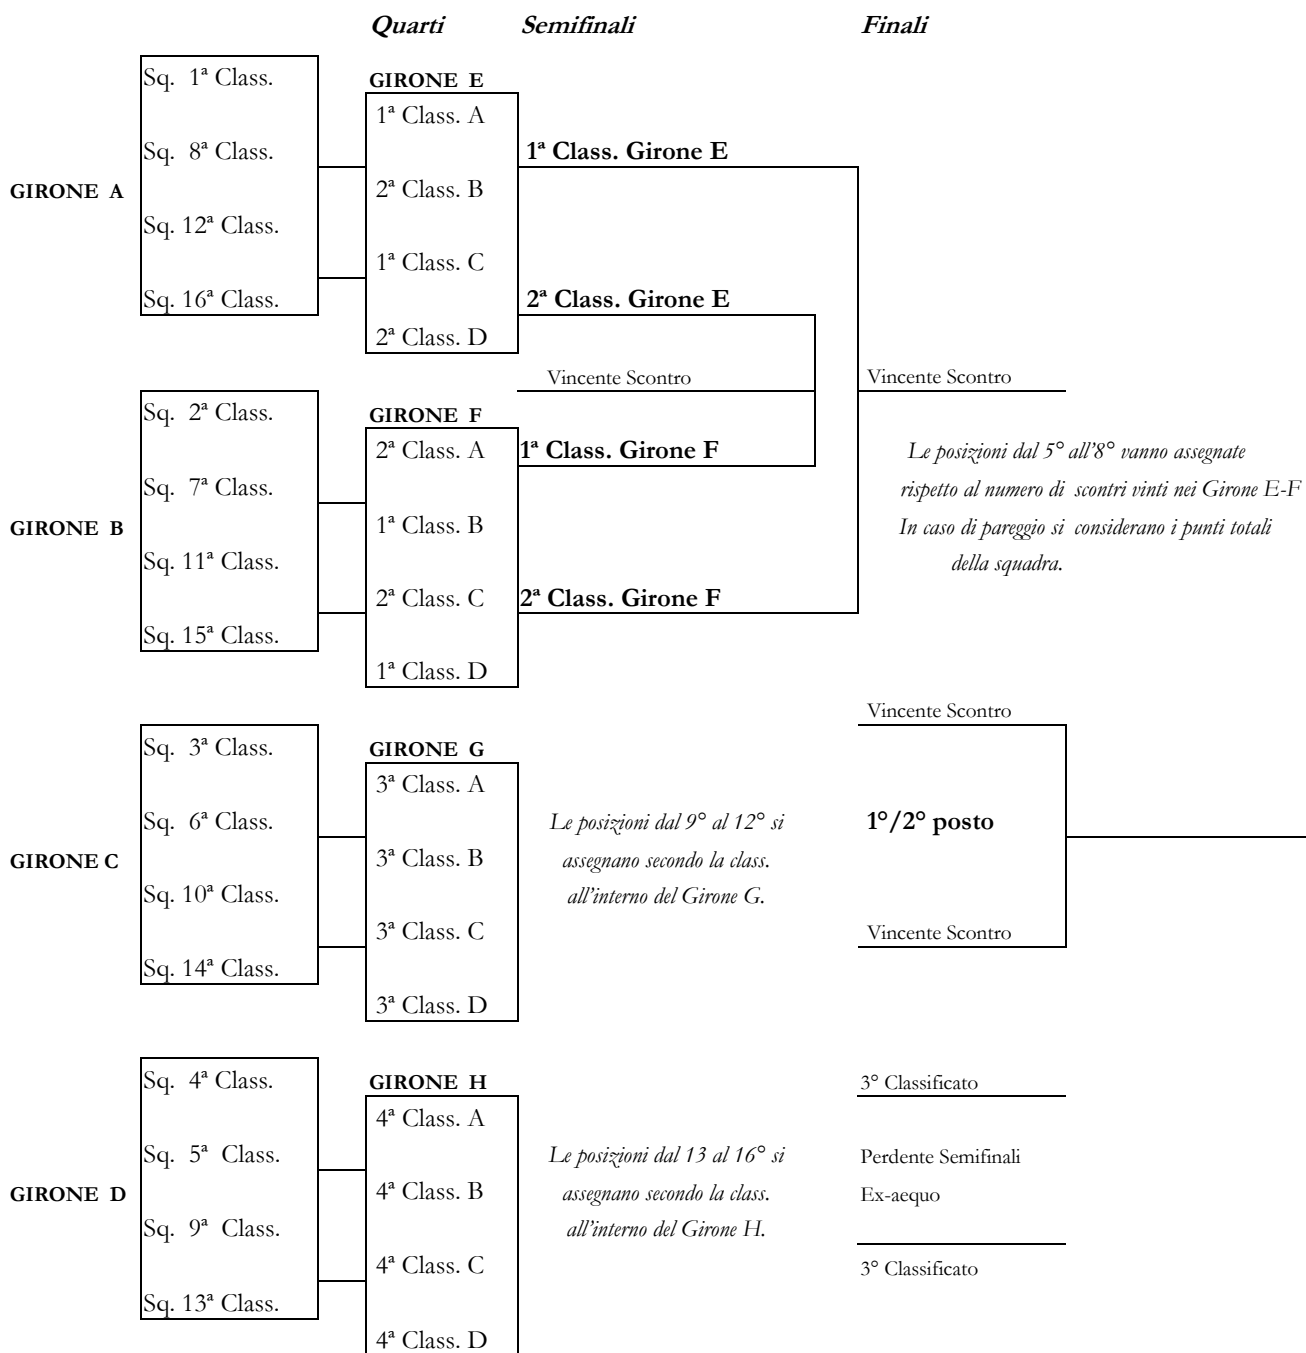 Quarti
Semifinali
Finali
GIRONE A
Sq. 1ª Class.
Sq. 8ª Class.
Sq. 12ª Class.
Sq. 16ª Class.
GIRONE E
1ª Class. A
2ª Class. B
1ª Class. C
2ª Class. D
1ª Class. Girone E
2ª Class. Girone E
Vincente Scontro
Vincente Scontro
GIRONE B
Sq. 2ª Class.
Sq. 7ª Class.
Sq. 11ª Class.
Sq. 15ª Class.
GIRONE F
2ª Class. A
1ª Class. B
2ª Class. C
1ª Class. D
1ª Class. Girone F
2ª Class. Girone F
Le posizioni dal 5° all'8° vanno assegnate
rispetto al numero di scontri vinti nei Girone E-F
In caso di pareggio si considerano i punti totali
della squadra.
GIRONE C
Sq. 3ª Class.
Sq. 6ª Class.
Sq. 10ª Class.
Sq. 14ª Class.
GIRONE G
3ª Class. A
3ª Class. B
3ª Class. C
3ª Class. D
Le posizioni dal 9° al 12° si
assegnano secondo la class.
all'interno del Girone G.
Vincente Scontro
1°/2° posto
Vincente Scontro
GIRONE D
Sq. 4ª Class.
Sq. 5ª Class.
Sq. 9ª Class.
Sq. 13ª Class.
GIRONE H
4ª Class. A
4ª Class. B
4ª Class. C
4ª Class. D
Le posizioni dal 13 al 16° si
assegnano secondo la class.
all'interno del Girone H.
3° Classificato
Perdente Semifinali
Ex-aequo
3° Classificato